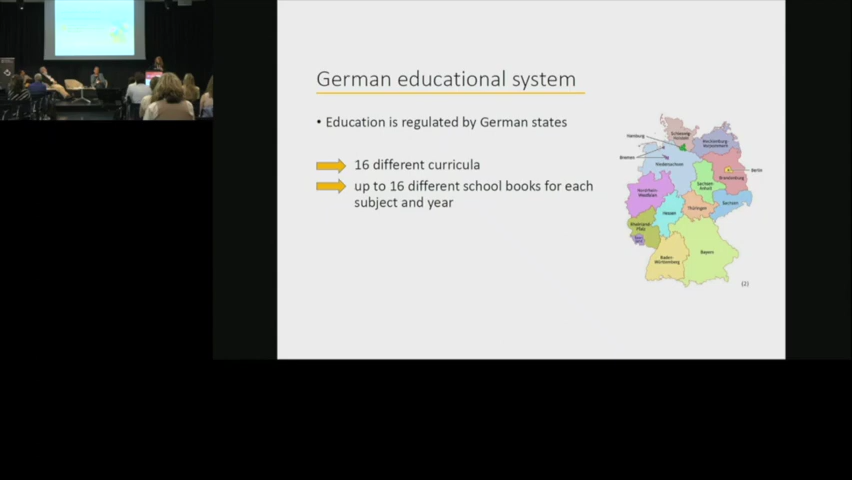 German educational system
• Education is regulated by German states
16 different curricula
up to 16 different school books for each
subject and year
Schleswig-
Holstein
Hamburg
Mecklenburg-
Vorpommern
Bremen
Niedersachsen
Berlin
Brandenburg
Sachsen-
Anhalt
Nordrhein-
Westfalen
Sachsen
Thüringen
Hessen
Rheinland-
Pfalz
Bayern
Baden-
Württemberg
(2)